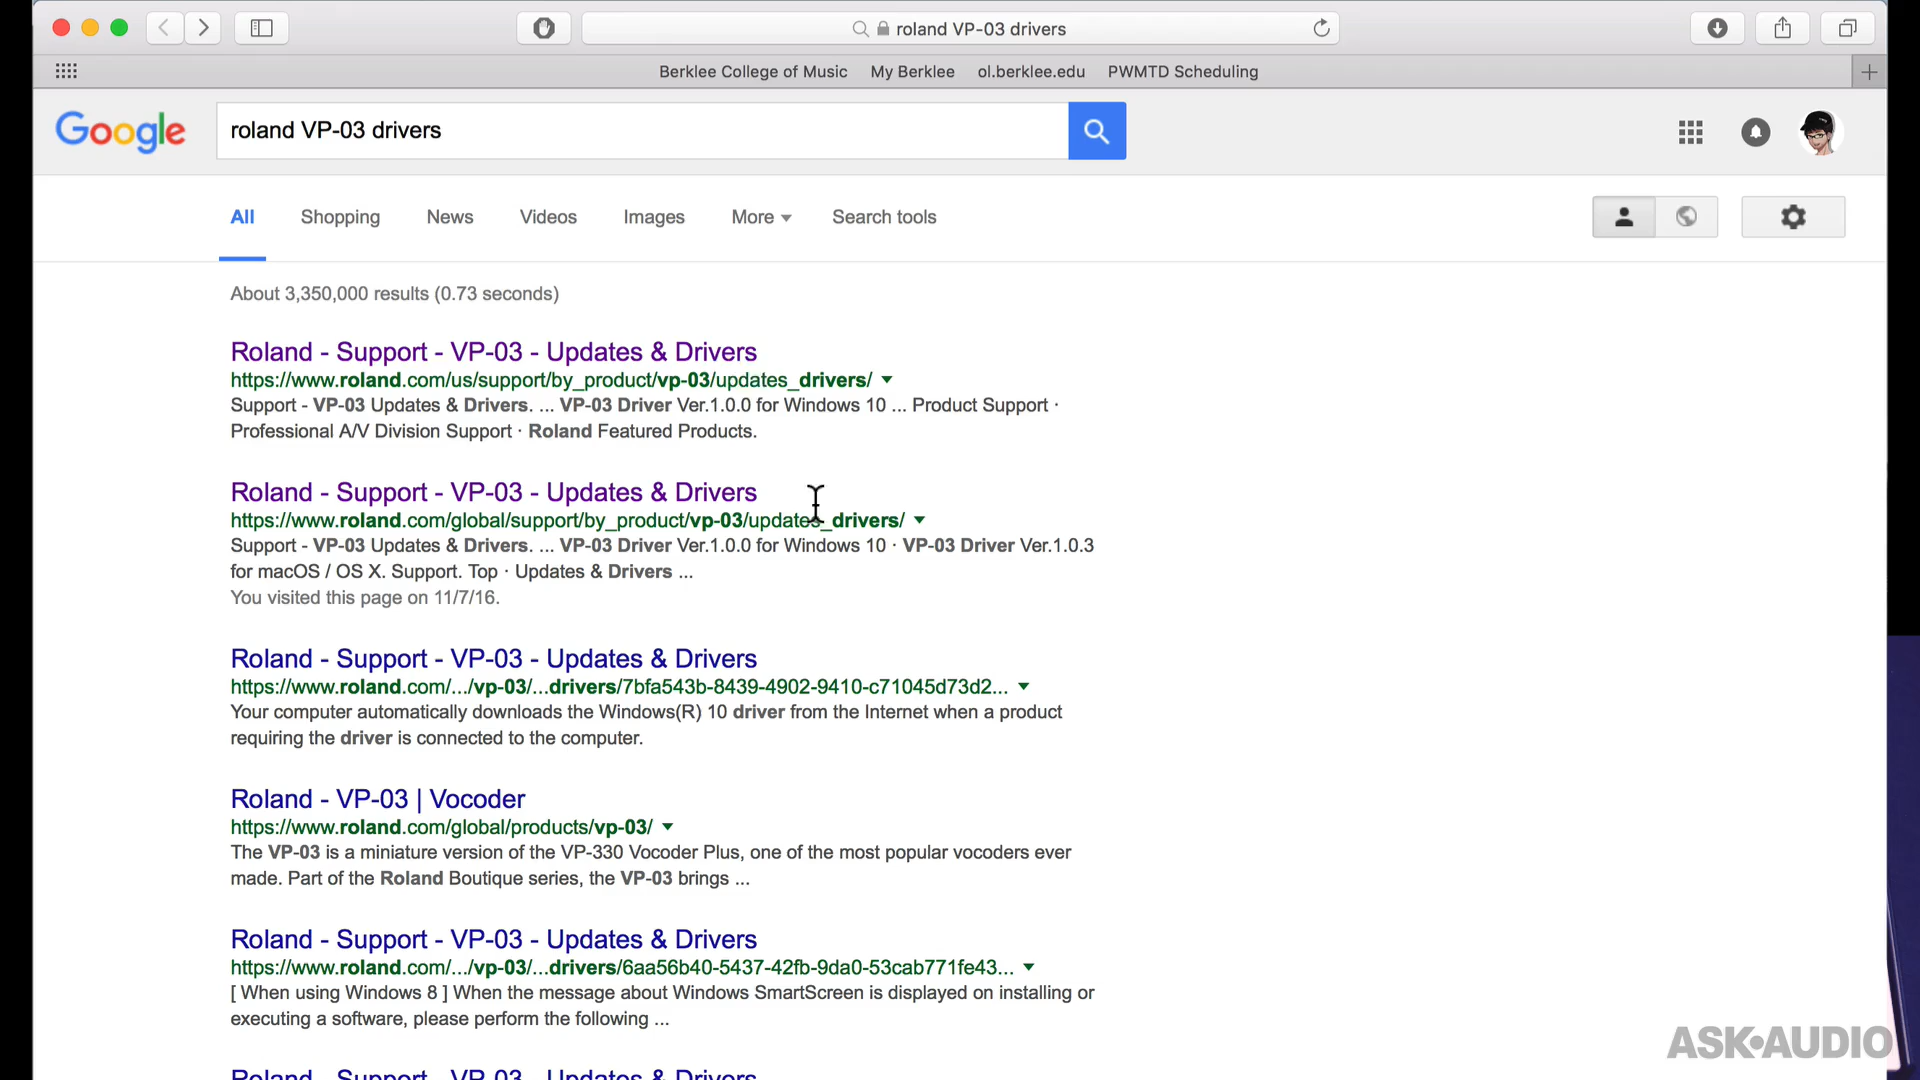 roland VP-03 drivers
Berklee College of Music My Berklee ol.berklee.edu PWMTD Scheduling
Google roland VP-03 drivers
All Shopping News Videos Images More Search tools
About 3,350,000 results (0.73 seconds)
Roland - Support - VP-03 - Updates & Drivers
https://www.roland.com/us/support/by_product/vp-03/updates_drivers/
Support - VP-03 Updates & Drivers. ... VP-03 Driver Ver.1.0.0 for Windows 10 ... Product Support ·
Professional A/V Division Support · Roland Featured Products.
Roland - Support - VP-03 - Updates & Drivers
https://www.roland.com/global/support/by_product/vp-03/updates_drivers/
Support - VP-03 Updates & Drivers. ... VP-03 Driver Ver.1.0.0 for Windows 10 · VP-03 Driver Ver.1.0.3
for macOS / OS X. Support. Top · Updates & Drivers ...
You visited this page on 11/7/16.
Roland - Support - VP-03 - Updates & Drivers
https://www.roland.com/.../vp-03/...drivers/7bfa543b-8439-4902-9410-c71045d73d2...
Your computer automatically downloads the Windows(R) 10 driver from the Internet when a product
requiring the driver is connected to the computer.
Roland - VP-03 | Vocoder
https://www.roland.com/global/products/vp-03/
The VP-03 is a miniature version of the VP-330 Vocoder Plus, one of the most popular vocoders ever
made. Part of the Roland Boutique series, the VP-03 brings ...
Roland - Support - VP-03 - Updates & Drivers
https://www.roland.com/.../vp-03/...drivers/6aa56b40-5437-42fb-9da0-53cab771fe43...
[ When using Windows 8 ] When the message about Windows SmartScreen is displayed on installing or
executing a software, please perform the following ...
Roland - Support - VP-03 - Updates & Drivers
ASK•AUDIO